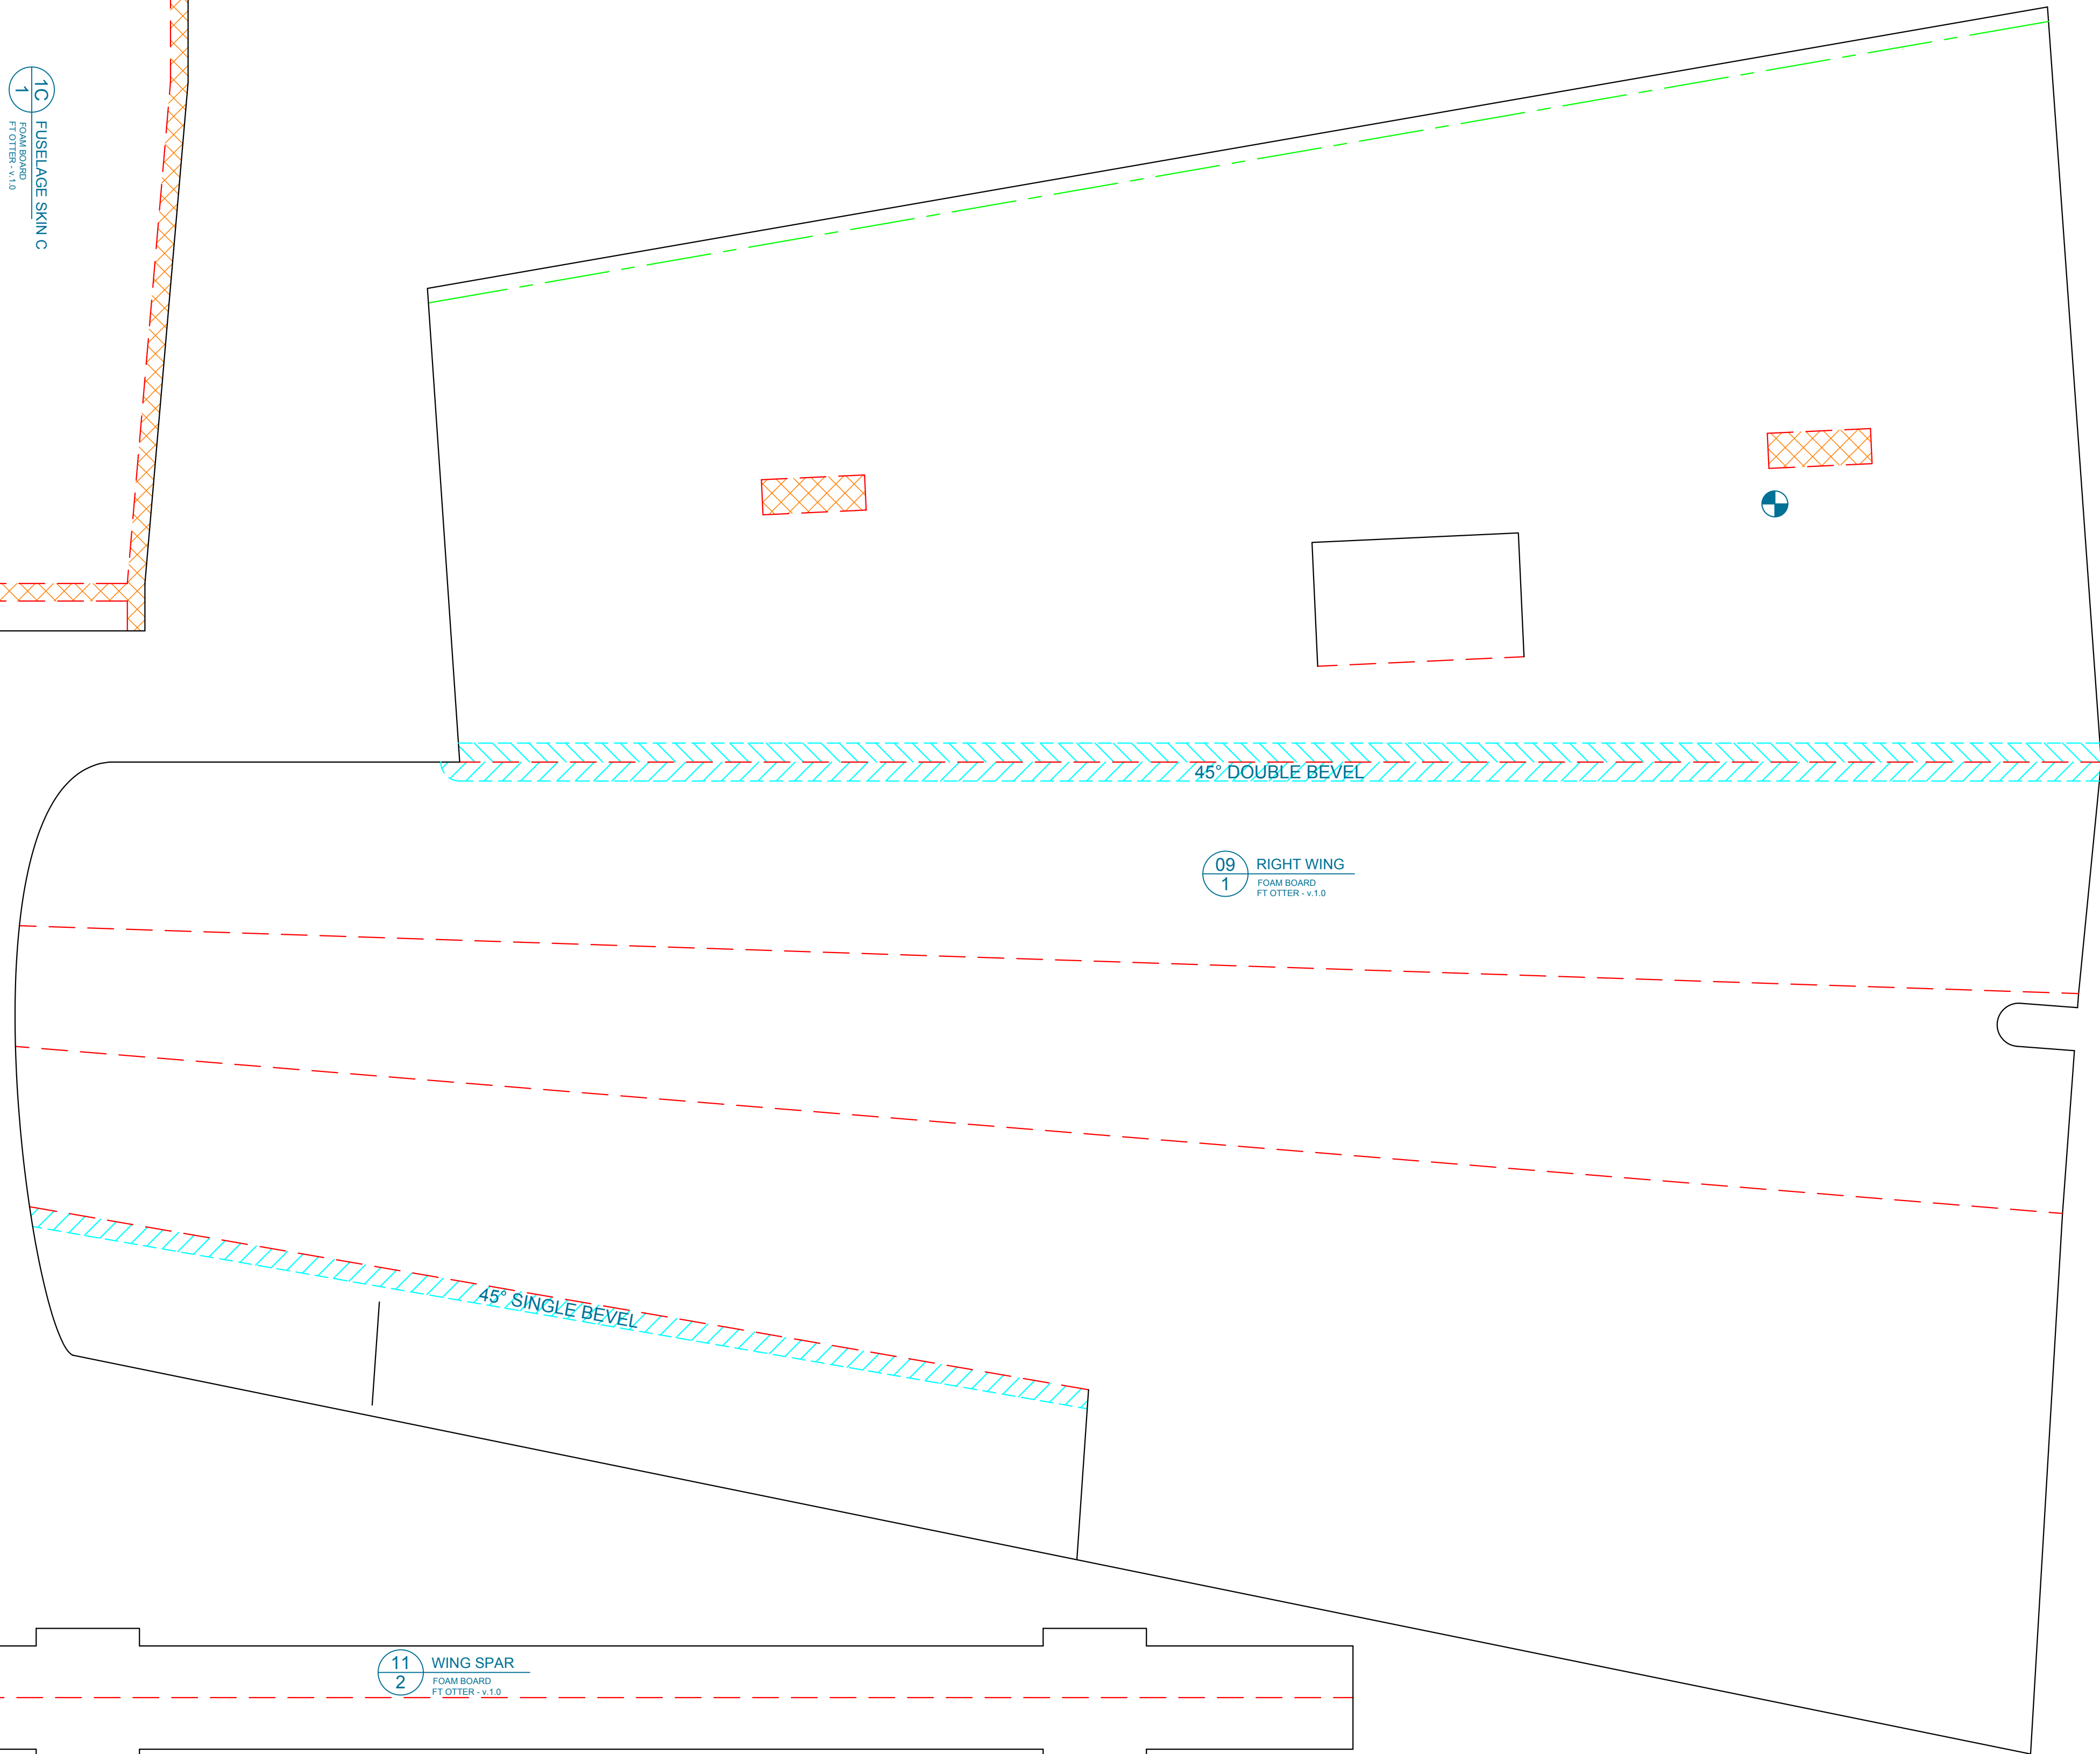 1C
1
FUSELAGE SKIN C
FOAM BOARD
FT OTTER - v.1.0
45° DOUBLE BEVEL
09
1
RIGHT WING
FOAM BOARD
FT OTTER - v.1.0
45° SINGLE BEVEL
11
2
WING SPAR
FOAM BOARD
FT OTTER - v.1.0